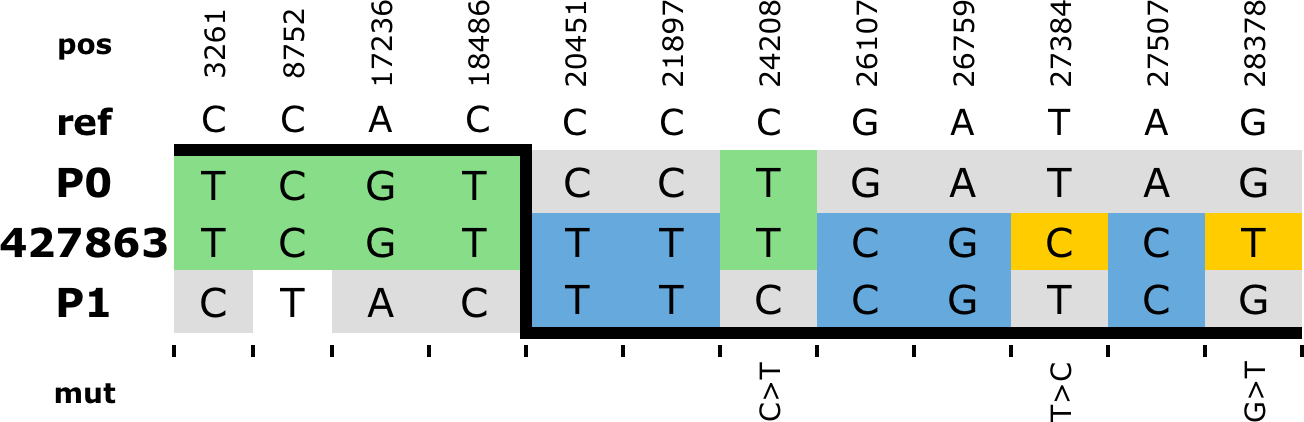 pos 3261 8752 17236 18486 20451 21897 24208 26107 26759 27384 27507 28378
ref C C A C C C C G A T A G
P0 T C G T C C T G A T A G
427863 T C G T T T T C G C C T
P1 C T A C T T C C G T C G
mut C>T T>C G>T